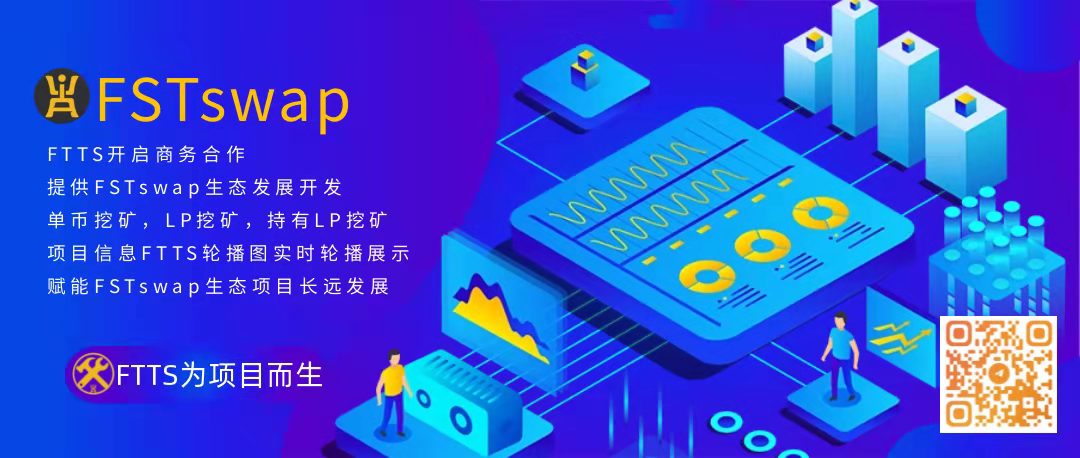 FSTswap
FTTS开启商务合作
提供FSTswap生态发展开发
单币挖矿，LP挖矿，持有LP挖矿
项目信息FTTS轮播图实时轮播展示
赋能FSTswap生态项目长远发展
FTTS为项目而生